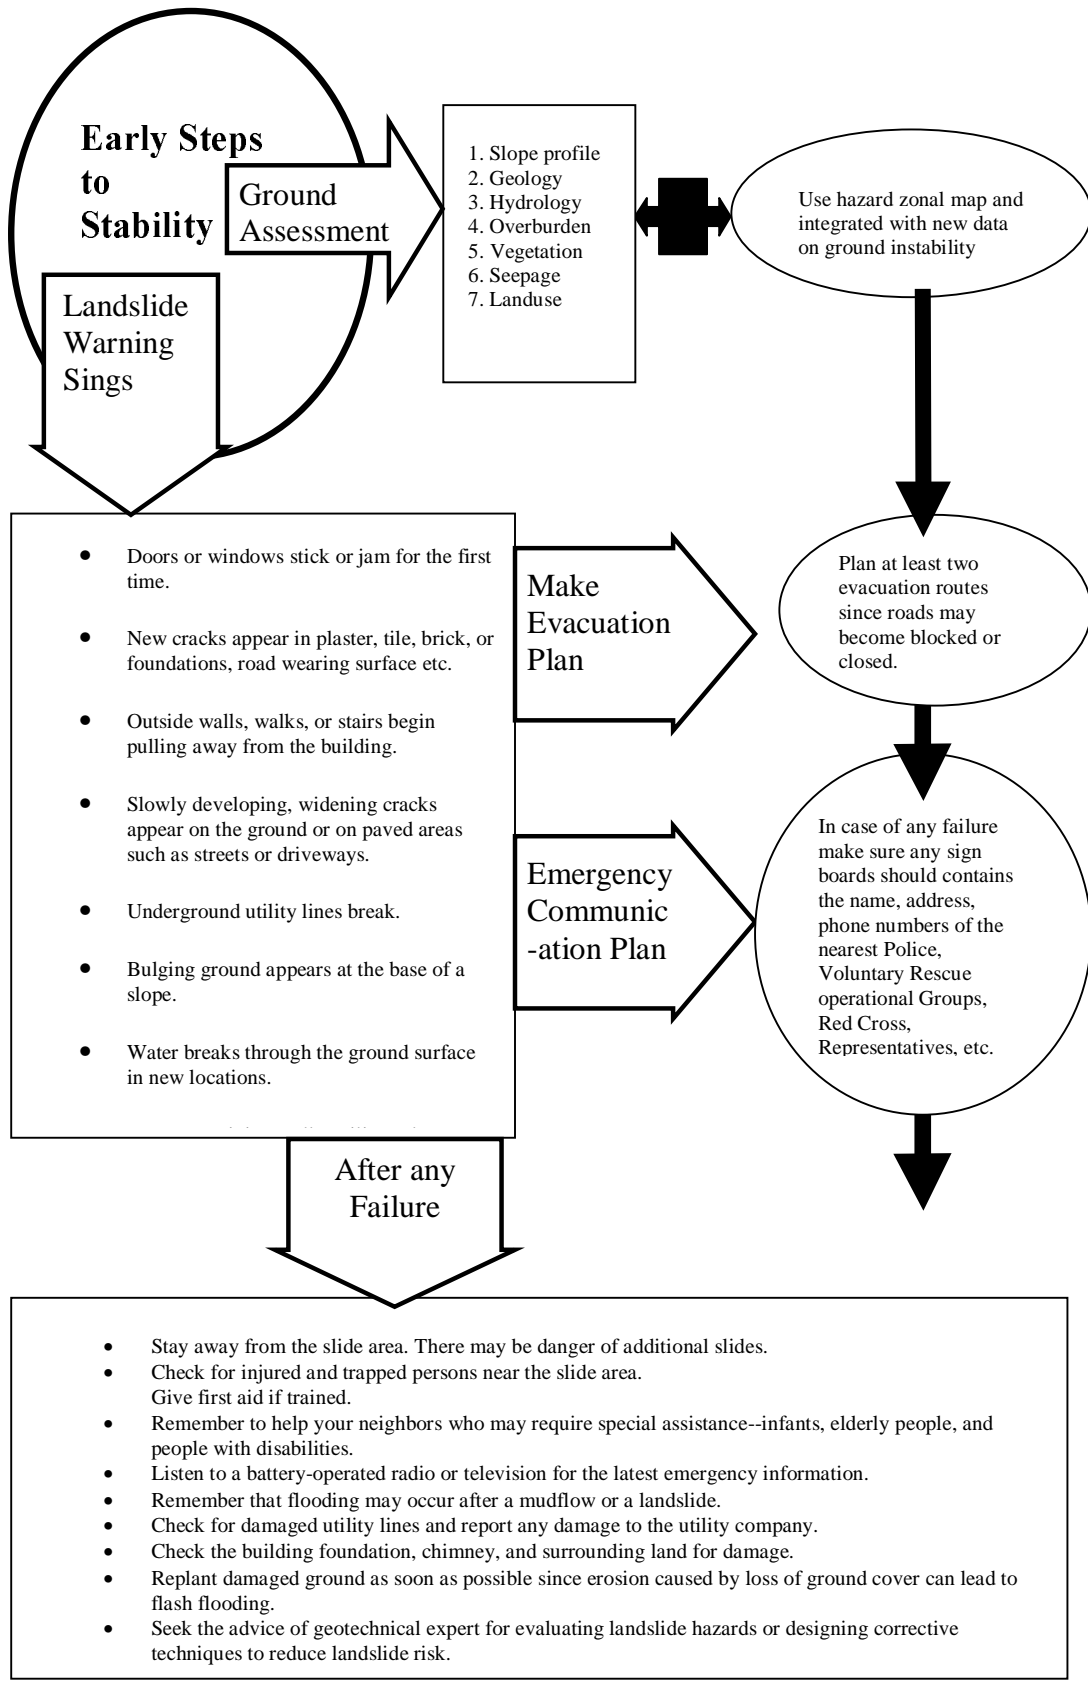 Early Steps
to
Stability
Ground
Assessment
1. Slope profile
2. Geology
3. Hydrology
4. Overburden
5. Vegetation
6. Seepage
7. Landuse
Use hazard zonal map and
integrated with new data
on ground instability
Landslide
Warning
Sings
• Doors or windows stick or jam for the first
time.
• New cracks appear in plaster, tile, brick, or
foundations, road wearing surface etc.
• Outside walls, walks, or stairs begin
pulling away from the building.
• Slowly developing, widening cracks
appear on the ground or on paved areas
such as streets or driveways.
• Underground utility lines break.
• Bulging ground appears at the base of a
slope.
• Water breaks through the ground surface
in new locations.
Make
Evacuation
Plan
Plan at least two
evacuation routes
since roads may
become blocked or
closed.
Emergency
Communic
-ation Plan
In case of any failure
make sure any sign
boards should contains
the name, address,
phone numbers of the
nearest Police,
Voluntary Rescue
operational Groups,
Red Cross,
Representatives, etc.
After any
Failure
• Stay away from the slide area. There may be danger of additional slides.
• Check for injured and trapped persons near the slide area.
Give first aid if trained.
• Remember to help your neighbors who may require special assistance--infants, elderly people, and
people with disabilities.
• Listen to a battery-operated radio or television for the latest emergency information.
• Remember that flooding may occur after a mudflow or a landslide.
• Check for damaged utility lines and report any damage to the utility company.
• Check the building foundation, chimney, and surrounding land for damage.
• Replant damaged ground as soon as possible since erosion caused by loss of ground cover can lead to
flash flooding.
• Seek the advice of geotechnical expert for evaluating landslide hazards or designing corrective
techniques to reduce landslide risk.